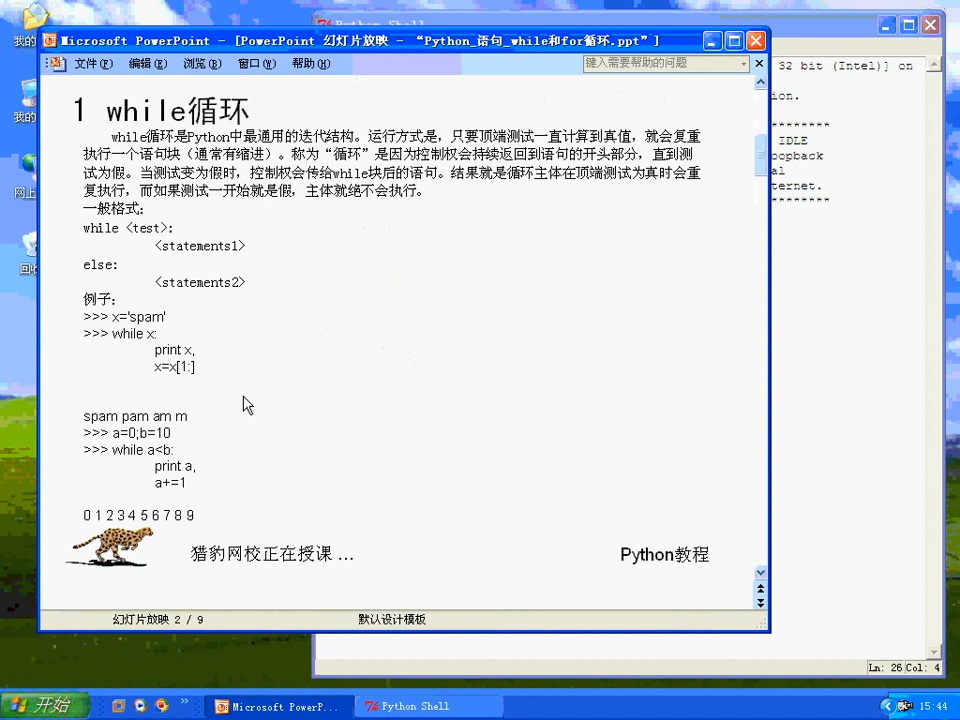 Python Shell
Microsoft PowerPoint - [PowerPoint 幻灯片放映 - “Python_语句_while和for循环.ppt”]
文件(F) 编辑(E) 浏览(B) 窗口(W) 帮助(H) 键入需要帮助的问题
32 bit (Intel)] on
ion.
********
IDLE
oopback
al
ternet.
********
1 while循环
while循环是Python中最通用的迭代结构。运行方式是，只要顶端测试一直计算到真值，就会复重
执行一个语句块（通常有缩进）。称为“循环”是因为控制权会持续返回到语句的开头部分，直到测
试为假。当测试变为假时，控制权会传给while块后的语句。结果就是循环主体在顶端测试为真时会重
复执行，而如果测试一开始就是假，主体就绝不会执行。
一般格式：
while <test>:
<statements1>
else:
<statements2>
例子：
>>> x='spam'
>>> while x:
print x,
x=x[1:]
spam pam am m
>>> a=0;b=10
>>> while a<b:
print a,
a+=1
0 1 2 3 4 5 6 7 8 9
猎豹网校正在授课 ...
Python教程
幻灯片放映 2 / 9 默认设计模板
Ln: 26 Col: 4
我的
我的
网上
回收
开始 Microsoft PowerP... Python Shell 15:44